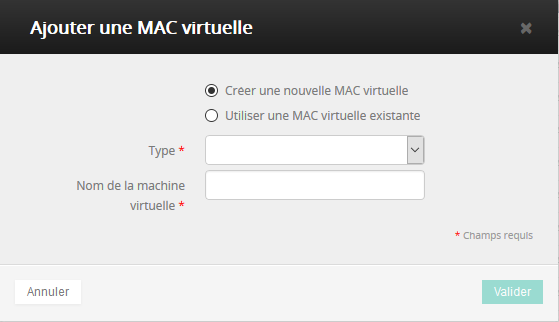 Ajouter une MAC virtuelle
Créer une nouvelle MAC virtuelle
Utiliser une MAC virtuelle existante
Type *
Nom de la machine
virtuelle *
* Champs requis
Annuler
Valider